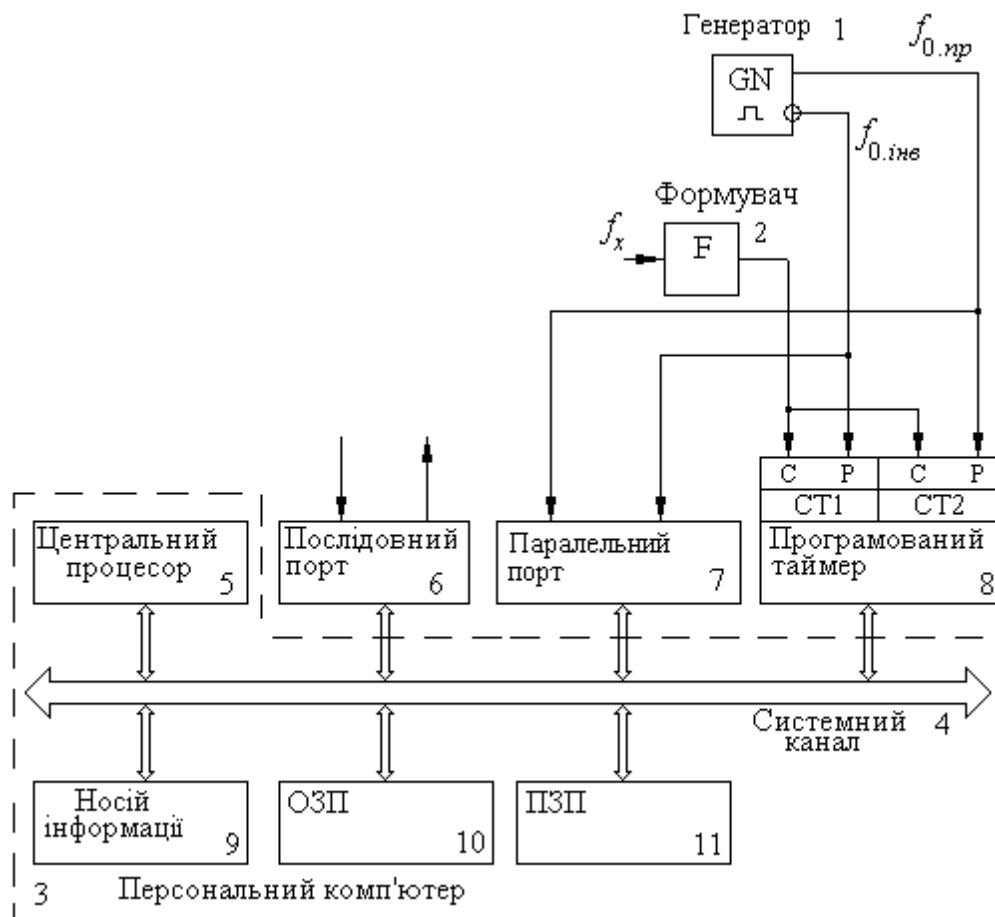 Генератор 1
f0.пр
GN
f0.інв
Формувач
2
fx
F
C P C P
CT1 CT2
Центральний
процесор 5
Послідовний
порт 6
Паралельний
порт 7
Програмований
таймер 8
Системний
канал 4
Носій
інформації 9
ОЗП
10
ПЗП
11
3 Персональний комп'ютер